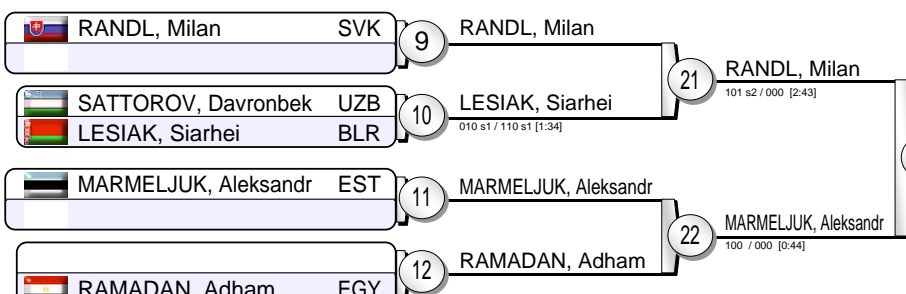 RANDL, Milan SVK
9
RANDL, Milan
21
RANDL, Milan
101 s2 / 000 [2:43]
SATTOROV, Davronbek UZB
LESIAK, Siarhei BLR
10
LESIAK, Siarhei
010 s1 / 110 s1 [1:34]
MARMELJUK, Aleksandr EST
11
MARMELJUK, Aleksandr
22
MARMELJUK, Aleksandr
100 / 000 [0:44]
RAMADAN, Adham EGY
12
RAMADAN, Adham